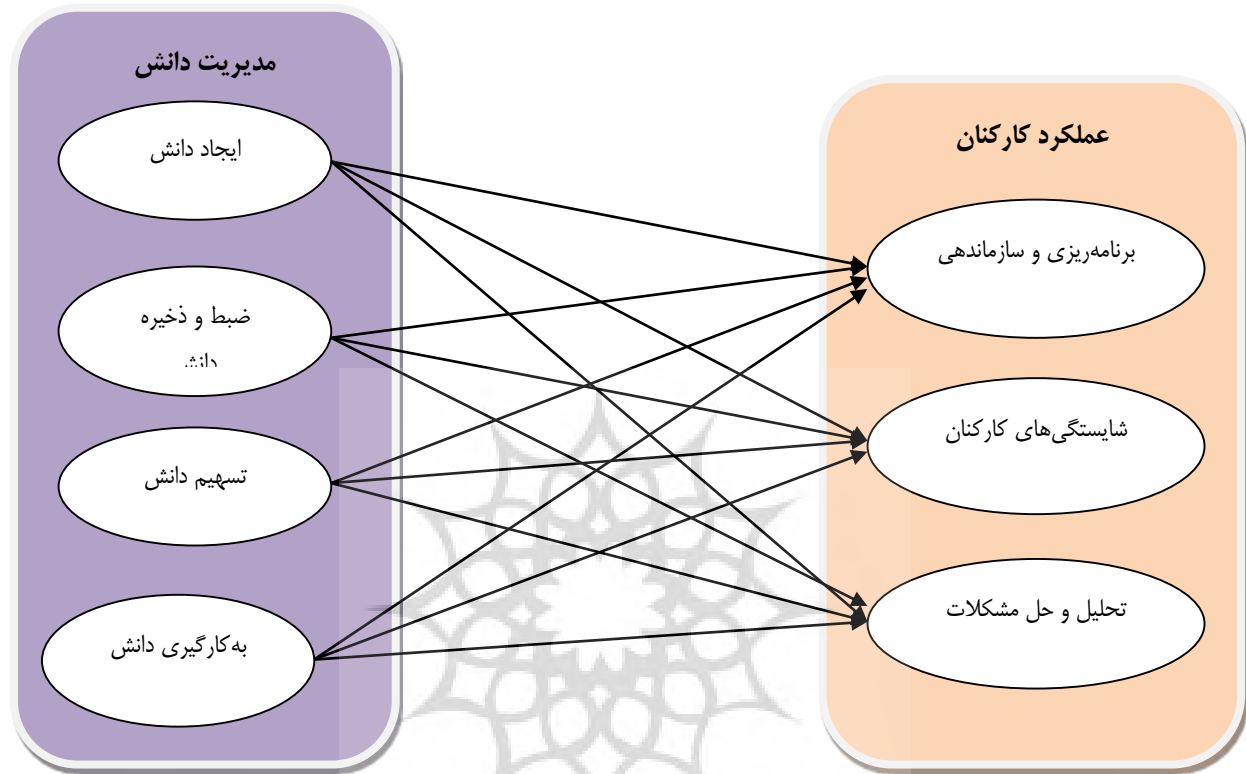 مدیریت دانش
ایجاد دانش
ضبط و ذخیره
دانش
تسهیم دانش
به‌کارگیری دانش
عملکرد کارکنان
برنامه‌ریزی و سازماندهی
شایستگی‌های کارکنان
تحلیل و حل مشکلات